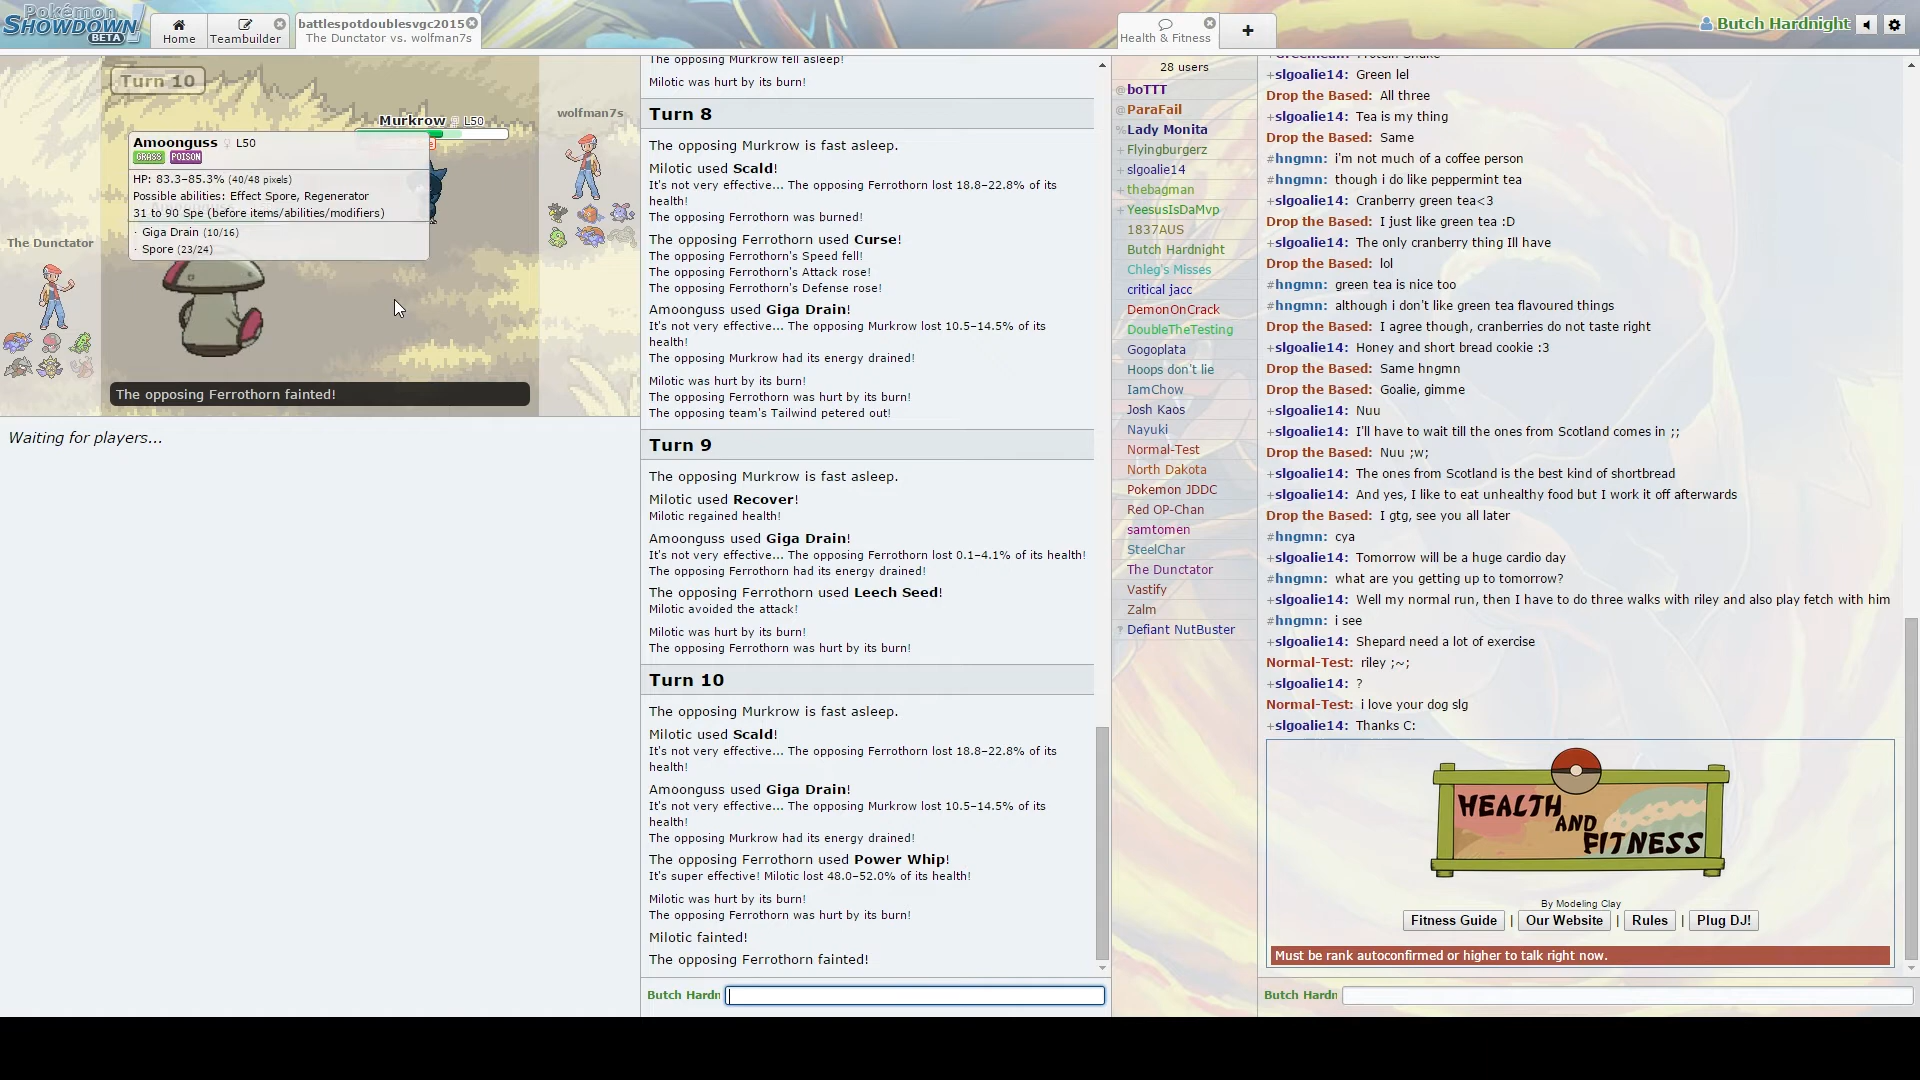 Pokémon
SHOWDOWN
BETA
Home
Teambuilder
battlespotdoublesvgc2015
The Dunctator vs. wolfman7s
Health & Fitness
Butch Hardnight
Turn 10
Murkrow ♀ L50
Amoonguss ♀ L50
GRASS POISON
HP: 83.3–85.3% (40/48 pixels)
Possible abilities: Effect Spore, Regenerator
31 to 90 Spe (before items/abilities/modifiers)
· Giga Drain (10/16)
· Spore (23/24)
wolfman7s
The Dunctator
The opposing Ferrothorn fainted!
Waiting for players...
The opposing Amoonguss fell asleep!
Milotic was hurt by its burn!
Turn 8
The opposing Murkrow is fast asleep.
Milotic used Scald!
It's not very effective... The opposing Ferrothorn lost 18.8–22.8% of its
health!
The opposing Ferrothorn was burned!
The opposing Ferrothorn used Curse!
The opposing Ferrothorn's Speed fell!
The opposing Ferrothorn's Attack rose!
The opposing Ferrothorn's Defense rose!
Amoonguss used Giga Drain!
It's not very effective... The opposing Murkrow lost 10.5–14.5% of its
health!
The opposing Murkrow had its energy drained!
Milotic was hurt by its burn!
The opposing Ferrothorn was hurt by its burn!
The opposing team's Tailwind petered out!
Turn 9
The opposing Murkrow is fast asleep.
Milotic used Recover!
Milotic regained health!
Amoonguss used Giga Drain!
It's not very effective... The opposing Ferrothorn lost 0.1–4.1% of its health!
The opposing Ferrothorn had its energy drained!
The opposing Ferrothorn used Leech Seed!
Milotic avoided the attack!
Milotic was hurt by its burn!
The opposing Ferrothorn was hurt by its burn!
Turn 10
The opposing Murkrow is fast asleep.
Milotic used Scald!
It's not very effective... The opposing Ferrothorn lost 18.8–22.8% of its
health!
Amoonguss used Giga Drain!
It's not very effective... The opposing Murkrow lost 10.5–14.5% of its
health!
The opposing Murkrow had its energy drained!
The opposing Ferrothorn used Power Whip!
It's super effective! Milotic lost 48.0–52.0% of its health!
Milotic was hurt by its burn!
The opposing Ferrothorn was hurt by its burn!
Milotic fainted!
The opposing Ferrothorn fainted!
Butch Hardn
28 users
@boTTT
@ParaFail
%Lady Monita
+Flyingburgerz
+slgoalie14
+thebagman
+YeesusIsDaMvp
1837AUS
Butch Hardnight
Chleg's Misses
critical jacc
DemonOnCrack
DoubleTheTesting
Gogoplata
Hoops don't lie
IamChow
Josh Kaos
Nayuki
Normal-Test
North Dakota
Pokemon JDDC
Red OP-Chan
samtomen
SteelChar
The Dunctator
Vastify
Zalm
?Defiant NutBuster
+slgoalie14: Green lel
Drop the Based: All three
+slgoalie14: Tea is my thing
Drop the Based: Same
#hngmn: i'm not much of a coffee person
#hngmn: though i do like peppermint tea
+slgoalie14: Cranberry green tea<3
Drop the Based: I just like green tea :D
+slgoalie14: The only cranberry thing Ill have
Drop the Based: lol
#hngmn: green tea is nice too
#hngmn: although i don't like green tea flavoured things
Drop the Based: I agree though, cranberries do not taste right
+slgoalie14: Honey and short bread cookie :3
Drop the Based: Same hngmn
Drop the Based: Goalie, gimme
+slgoalie14: Nuu
+slgoalie14: I'll have to wait till the ones from Scotland comes in ;;
Drop the Based: Nuu ;w;
+slgoalie14: The ones from Scotland is the best kind of shortbread
+slgoalie14: And yes, I like to eat unhealthy food but I work it off afterwards
Drop the Based: I gtg, see you all later
#hngmn: cya
+slgoalie14: Tomorrow will be a huge cardio day
#hngmn: what are you getting up to tomorrow?
+slgoalie14: Well my normal run, then I have to do three walks with riley and also play fetch with him
#hngmn: i see
+slgoalie14: Shepard need a lot of exercise
Normal-Test: riley ;~;
+slgoalie14: ?
Normal-Test: i love your dog slg
+slgoalie14: Thanks C:
HEALTH
AND
FITNESS
By Modeling Clay
Fitness Guide | Our Website | Rules | Plug DJ!
Must be rank autoconfirmed or higher to talk right now.
Butch Hardn